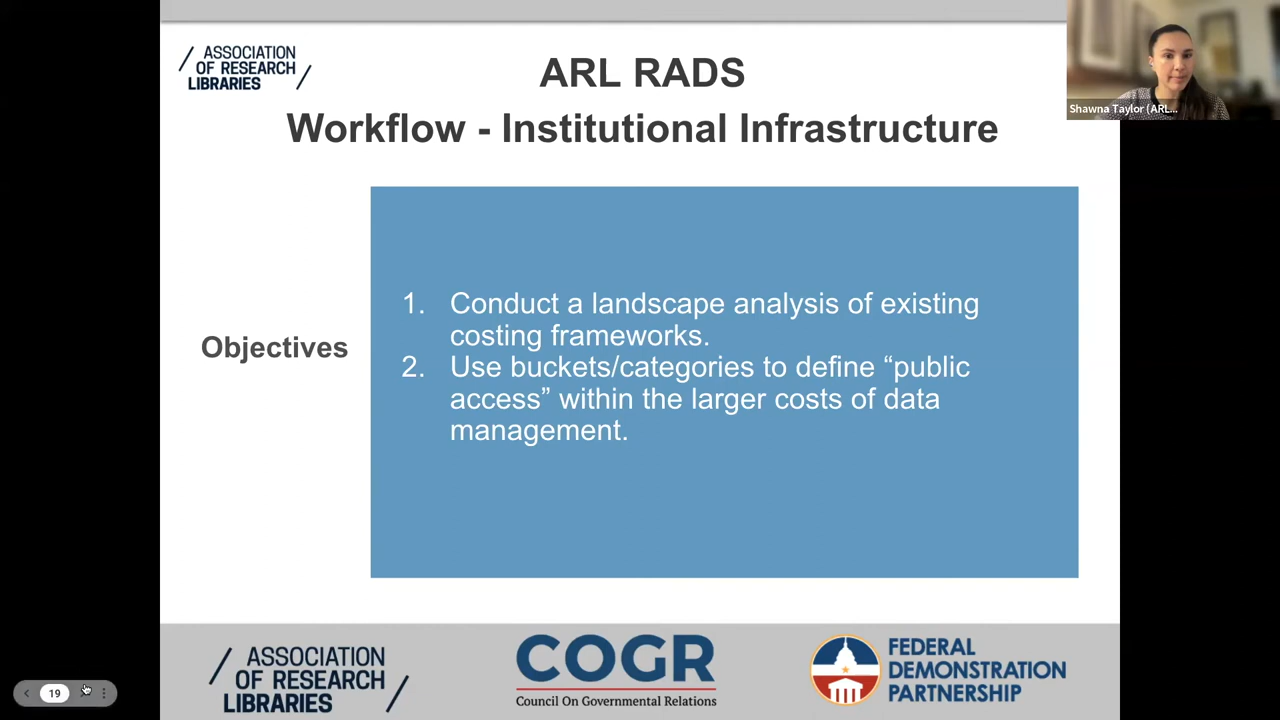 ASSOCIATION
OF RESEARCH
LIBRARIES
ARL RADS
Workflow - Institutional Infrastructure
Shawna Taylor (ARL...
Objectives
1. Conduct a landscape analysis of existing
costing frameworks.
2. Use buckets/categories to define “public
access” within the larger costs of data
management.
19
ASSOCIATION
OF RESEARCH
LIBRARIES
COGR
Council On Governmental Relations
FEDERAL
DEMONSTRATION
PARTNERSHIP